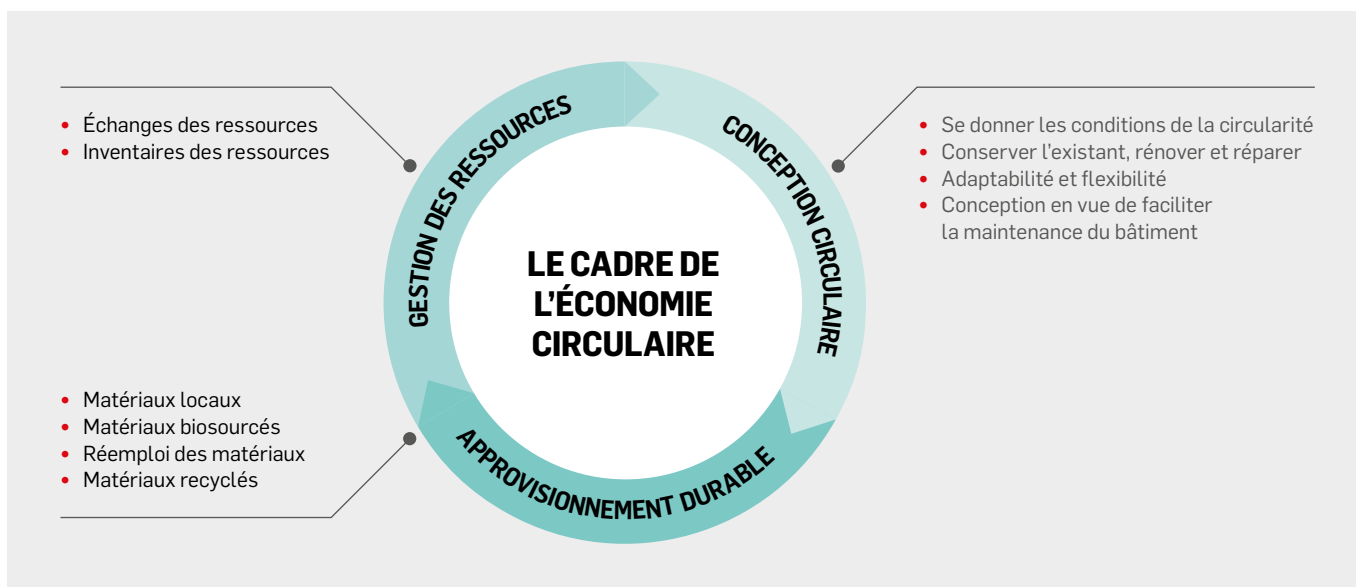 • Échanges des ressources
• Inventaires des ressources
GESTION DES RESSOURCES
CONCEPTION CIRCULAIRE
• Se donner les conditions de la circularité
• Conserver l’existant, rénover et réparer
• Adaptabilité et flexibilité
• Conception en vue de faciliter
la maintenance du bâtiment
LE CADRE DE
L’ÉCONOMIE
CIRCULAIRE
• Matériaux locaux
• Matériaux biosourcés
• Réemploi des matériaux
• Matériaux recyclés
APPROVISIONNEMENT DURABLE